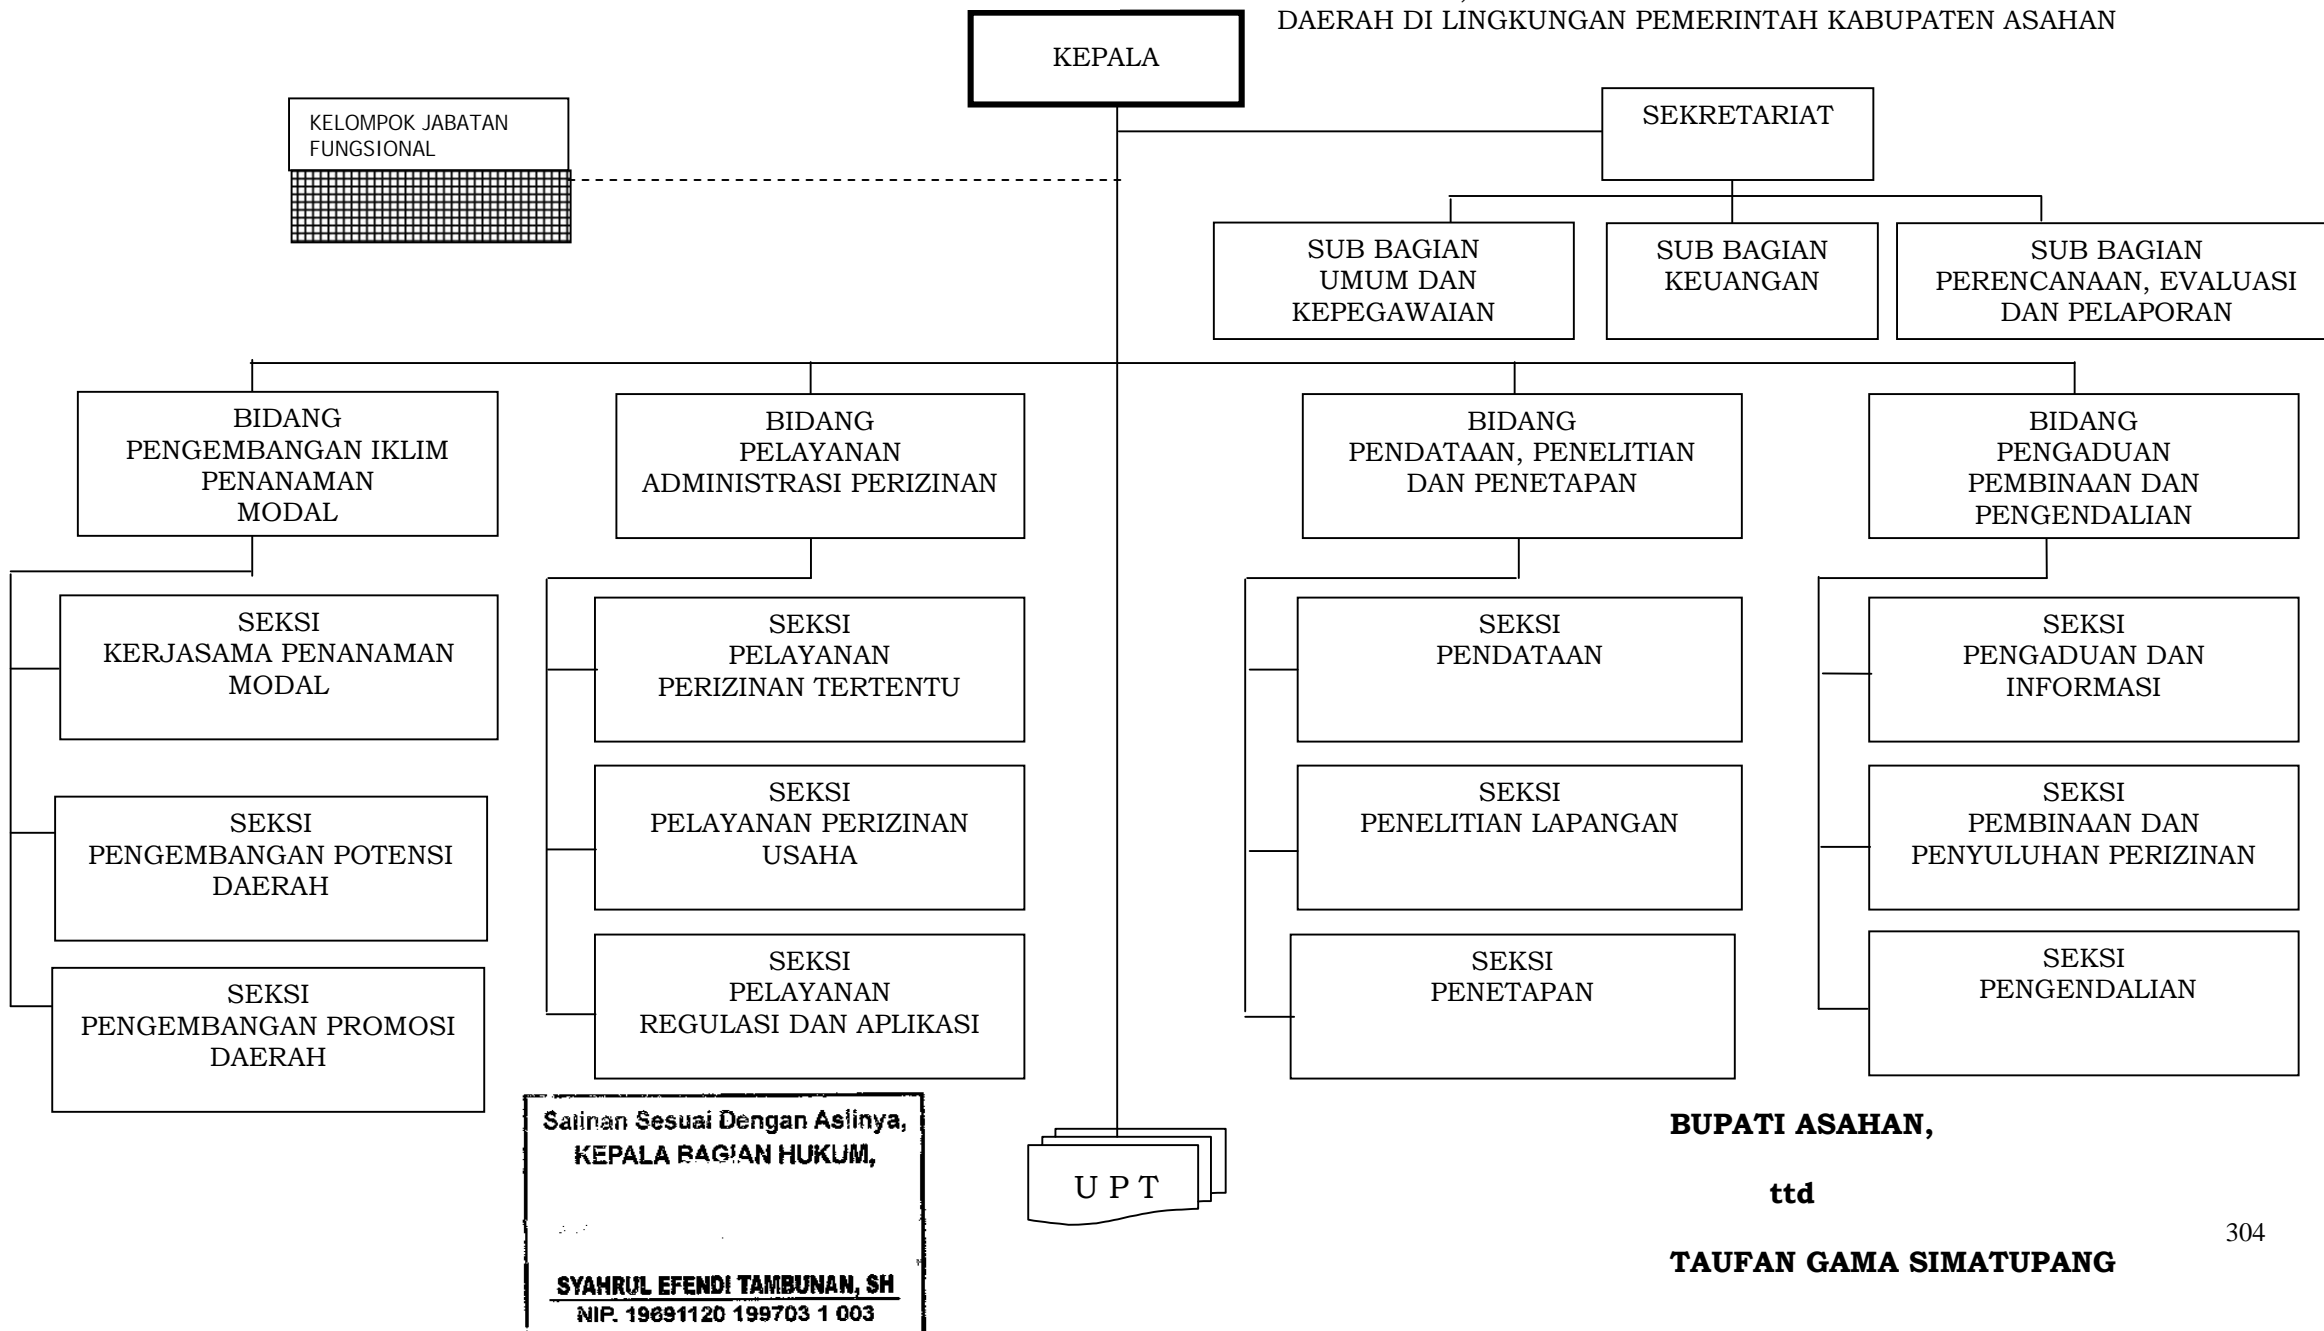 DAERAH DI LINGKUNGAN PEMERINTAH KABUPATEN ASAHAN
KEPALA
KELOMPOK JABATAN
FUNGSIONAL
SEKRETARIAT
SUB BAGIAN
UMUM DAN
KEPEGAWAIAN
SUB BAGIAN
KEUANGAN
SUB BAGIAN
PERENCANAAN, EVALUASI
DAN PELAPORAN
BIDANG
PENGEMBANGAN IKLIM
PENANAMAN
MODAL
BIDANG
PELAYANAN
ADMINISTRASI PERIZINAN
BIDANG
PENDATAAN, PENELITIAN
DAN PENETAPAN
BIDANG
PENGADUAN
PEMBINAAN DAN
PENGENDALIAN
SEKSI
KERJASAMA PENANAMAN
MODAL
SEKSI
PELAYANAN
PERIZINAN TERTENTU
SEKSI
PENDATAAN
SEKSI
PENGADUAN DAN
INFORMASI
SEKSI
PENGEMBANGAN POTENSI
DAERAH
SEKSI
PELAYANAN PERIZINAN
USAHA
SEKSI
PENELITIAN LAPANGAN
SEKSI
PEMBINAAN DAN
PENYULUHAN PERIZINAN
SEKSI
PENGEMBANGAN PROMOSI
DAERAH
SEKSI
PELAYANAN
REGULASI DAN APLIKASI
SEKSI
PENETAPAN
SEKSI
PENGENDALIAN
Salinan Sesuai Dengan Aslinya,
KEPALA BAGIAN HUKUM,
SYAHRUL EFENDI TAMBUNAN, SH
NIP. 19691120 199703 1 003
U P T
BUPATI ASAHAN,
ttd
TAUFAN GAMA SIMATUPANG
304